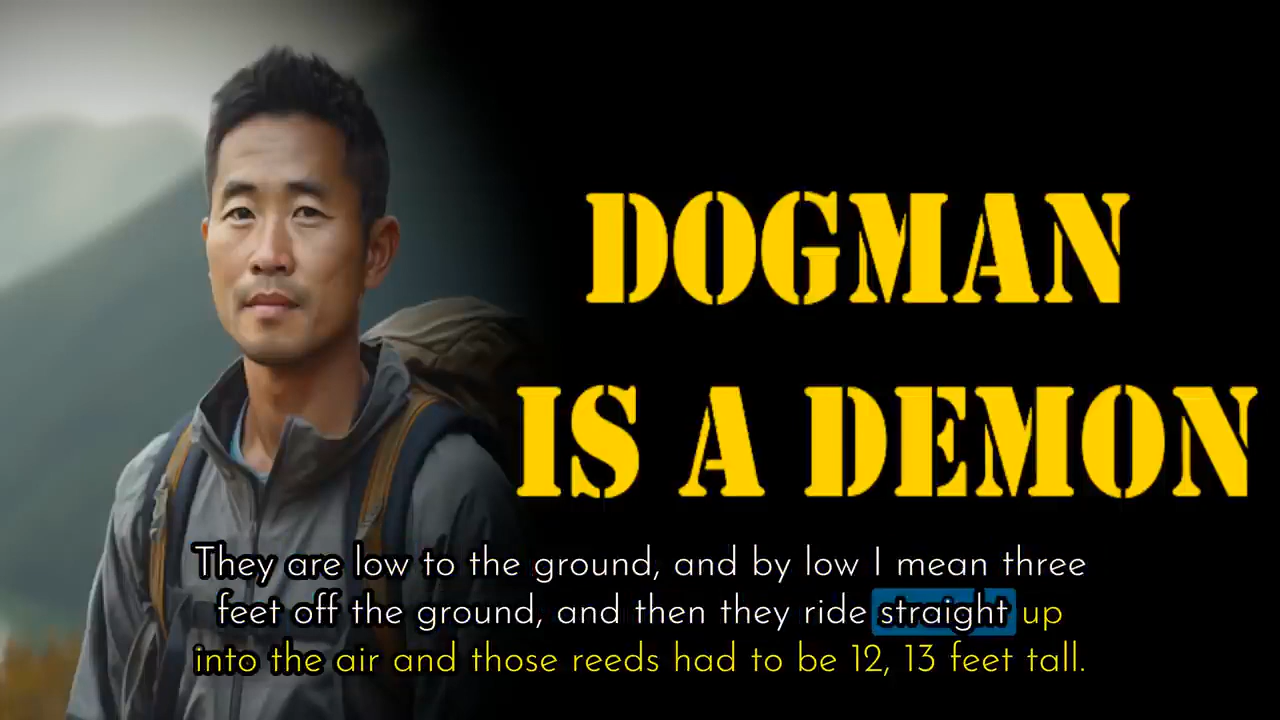 DOGMAN
IS A DEMON
They are low to the ground, and by low I mean three
feet off the ground, and then they ride straight up
into the air and those reeds had to be 12, 13 feet tall.